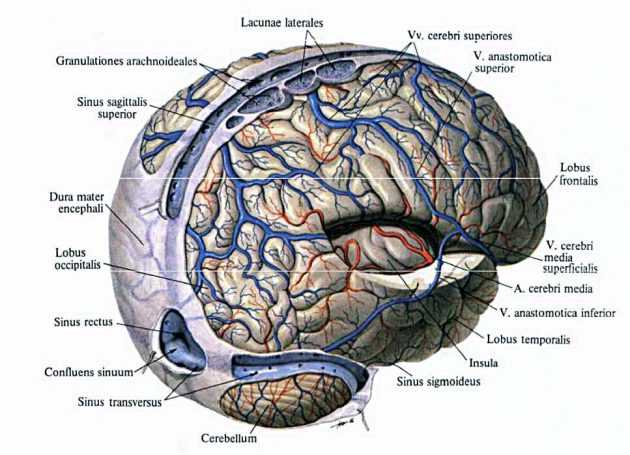 Lacunae laterales
Granulationes arachnoideales
Sinus sagittalis
superior
Dura mater
encephali
Lobus
occipitalis
Sinus rectus
Confluens sinuum
Sinus transversus
Cerebellum
Vv. cerebri superiores
V. anastomotica
superior
Lobus
frontalis
V. cerebri
media
superficialis
A. cerebri media
V. anastomotica inferior
Lobus temporalis
Insula
Sinus sigmoideus